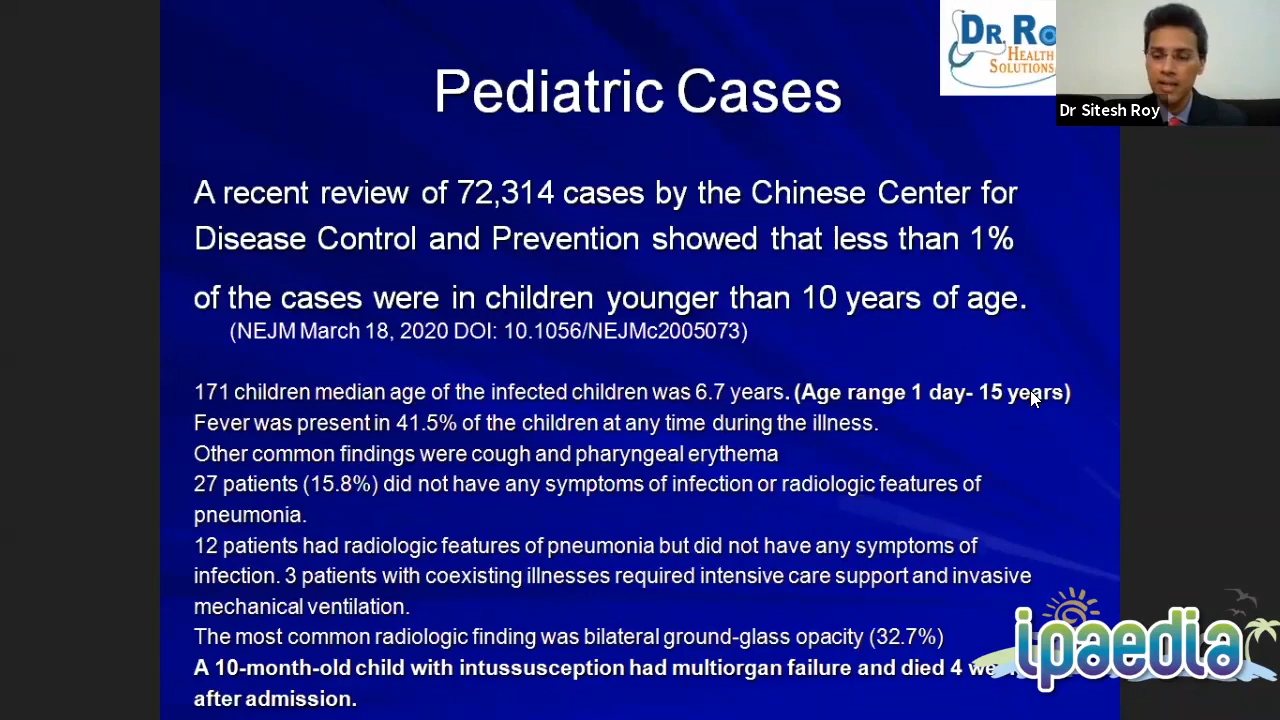 DR. Ro
HEALTH
SOLUTIONS
Dr Sitesh Roy
Pediatric Cases
A recent review of 72,314 cases by the Chinese Center for
Disease Control and Prevention showed that less than 1%
of the cases were in children younger than 10 years of age.
(NEJM March 18, 2020 DOI: 10.1056/NEJMc2005073)
171 children median age of the infected children was 6.7 years. (Age range 1 day- 15 years)
Fever was present in 41.5% of the children at any time during the illness.
Other common findings were cough and pharyngeal erythema
27 patients (15.8%) did not have any symptoms of infection or radiologic features of
pneumonia.
12 patients had radiologic features of pneumonia but did not have any symptoms of
infection. 3 patients with coexisting illnesses required intensive care support and invasive
mechanical ventilation.
The most common radiologic finding was bilateral ground-glass opacity (32.7%)
A 10-month-old child with intussusception had multiorgan failure and died 4
after admission.
ipaedia